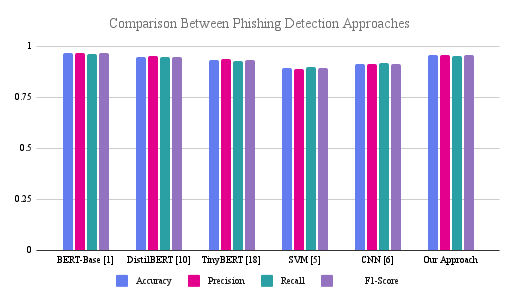 Comparison Between Phishing Detection Approaches
1
0.75
0.5
0.25
0
BERT-Base [1] DistilBERT [10] TinyBERT [18] SVM [5] CNN [6] Our Approach
Accuracy Precision Recall F1-Score